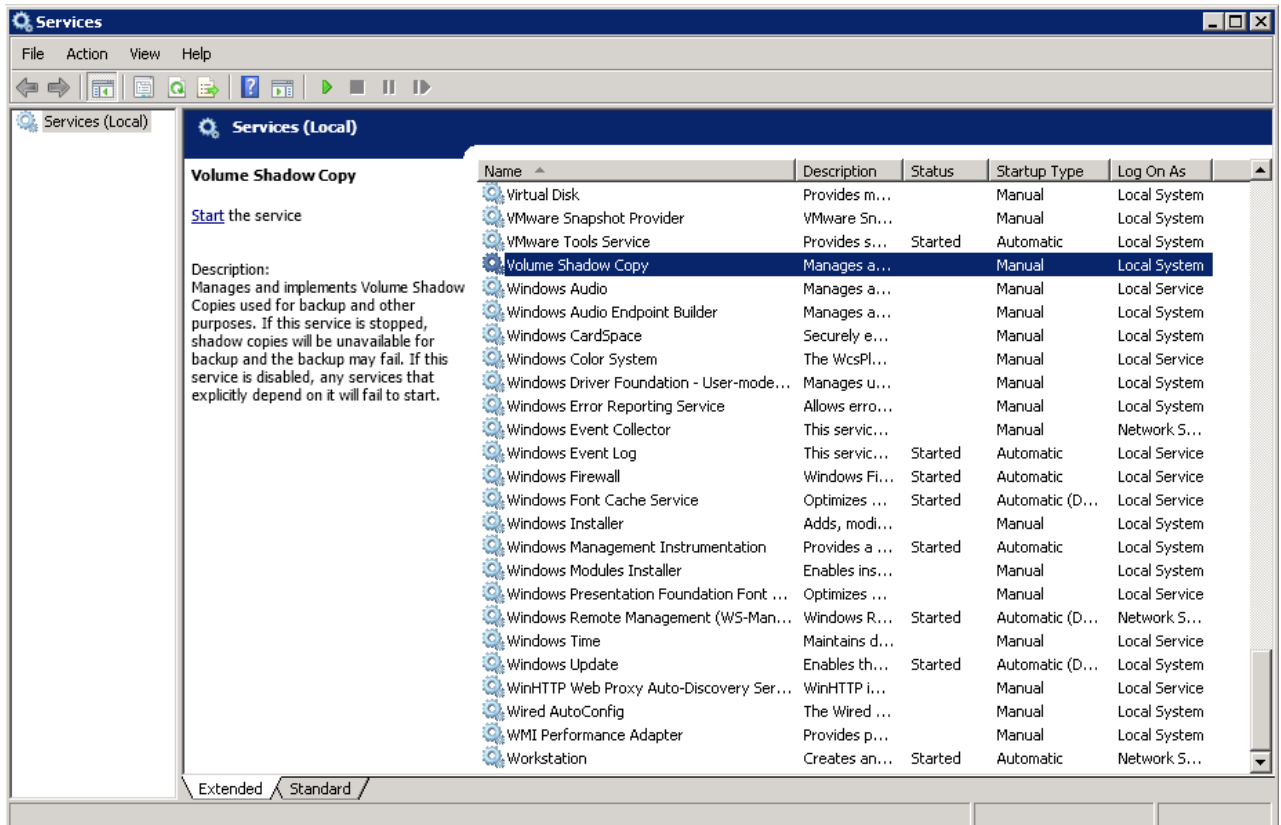 Services
File Action View Help
Services (Local)
Services (Local)
Volume Shadow Copy
Start the service
Description:
Manages and implements Volume Shadow
Copies used for backup and other
purposes. If this service is stopped,
shadow copies will be unavailable for
backup and the backup may fail. If this
service is disabled, any services that
explicitly depend on it will fail to start.
Name Description Status Startup Type Log On As
Virtual Disk Provides m... Manual Local System
VMware Snapshot Provider VMware Sn... Manual Local System
VMware Tools Service Provides s... Started Automatic Local System
Volume Shadow Copy Manages a... Manual Local System
Windows Audio Manages a... Manual Local Service
Windows Audio Endpoint Builder Manages a... Manual Local System
Windows CardSpace Securely e... Manual Local System
Windows Color System The WcsPl... Manual Local Service
Windows Driver Foundation - User-mode... Manages u... Manual Local System
Windows Error Reporting Service Allows erro... Manual Local System
Windows Event Collector This servic... Manual Network S...
Windows Event Log This servic... Started Automatic Local Service
Windows Firewall Windows Fi... Started Automatic Local Service
Windows Font Cache Service Optimizes ... Started Automatic (D... Local Service
Windows Installer Adds, modi... Manual Local System
Windows Management Instrumentation Provides a ... Started Automatic Local System
Windows Modules Installer Enables ins... Manual Local System
Windows Presentation Foundation Font ... Optimizes ... Manual Local Service
Windows Remote Management (WS-Man... Windows R... Started Automatic (D... Network S...
Windows Time Maintains d... Manual Local Service
Windows Update Enables th... Started Automatic (D... Local System
WinHTTP Web Proxy Auto-Discovery Ser... WinHTTP i... Manual Local Service
Wired AutoConfig The Wired ... Manual Local System
WMI Performance Adapter Provides p... Manual Local System
Workstation Creates an... Started Automatic Network S...
Extended Standard